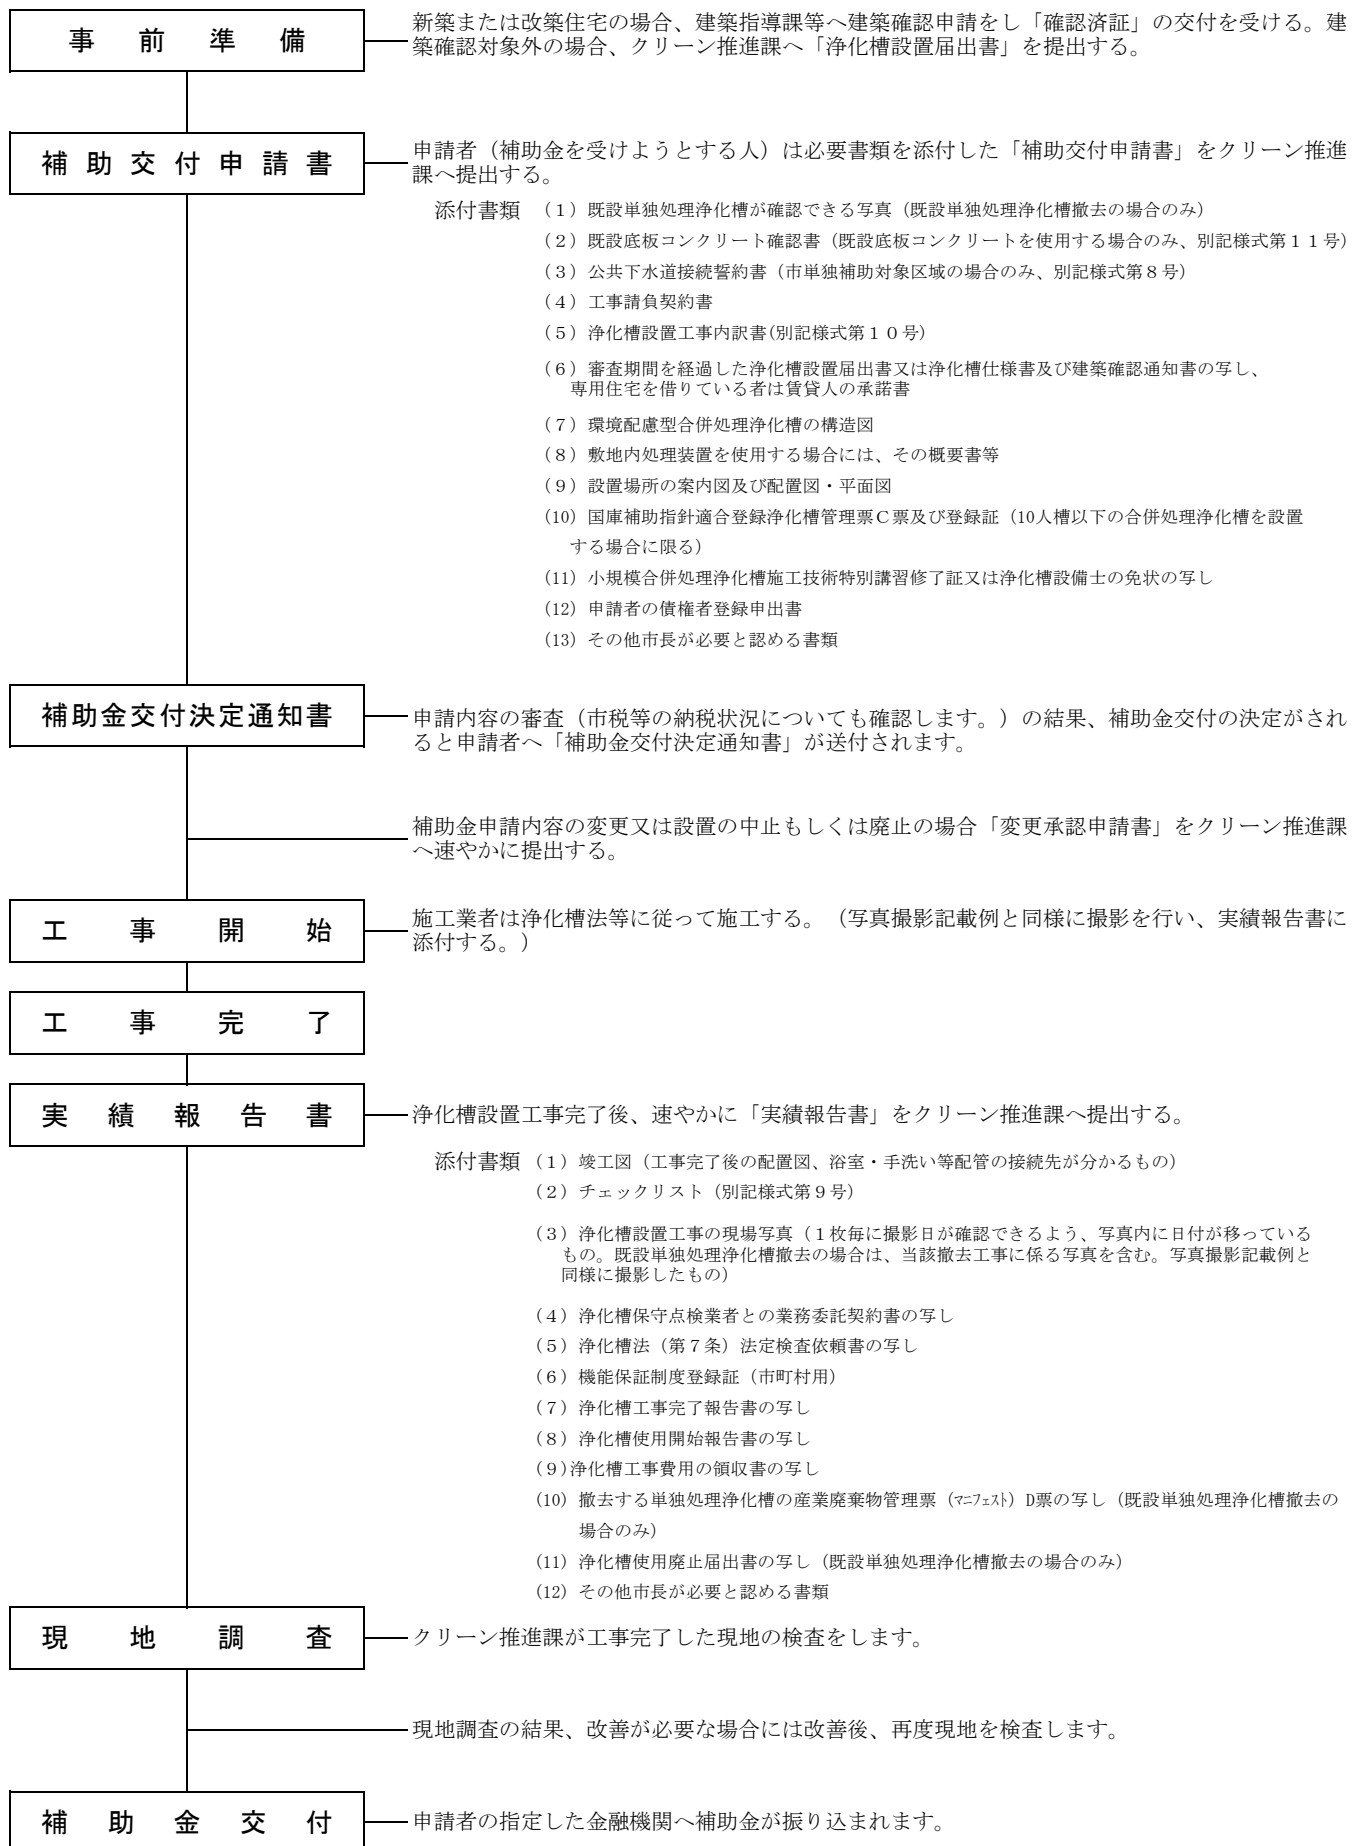 事前準備
新築または改築住宅の場合、建築指導課等へ建築確認申請をし「確認済証」の交付を受ける。建
築確認対象外の場合、クリーン推進課へ「浄化槽設置届出書」を提出する。
補助交付申請書
申請者（補助金を受けようとする人）は必要書類を添付した「補助交付申請書」をクリーン推進
課へ提出する。
添付書類 （１）既設単独処理浄化槽が確認できる写真（既設単独処理浄化槽撤去の場合のみ）
（２）既設底板コンクリート確認書（既設底板コンクリートを使用する場合のみ、別記様式第１１号）
（３）公共下水道接続誓約書（市単独補助対象区域の場合のみ、別記様式第８号）
（４）工事請負契約書
（５）浄化槽設置工事内訳書(別記様式第１０号)
（６）審査期間を経過した浄化槽設置届出書又は浄化槽仕様書及び建築確認通知書の写し、
専用住宅を借りている者は賃貸人の承諾書
（７）環境配慮型合併処理浄化槽の構造図
（８）敷地内処理装置を使用する場合には、その概要書等
（９）設置場所の案内図及び配置図・平面図
(10) 国庫補助指針適合登録浄化槽管理票Ｃ票及び登録証（10人槽以下の合併処理浄化槽を設置
する場合に限る）
(11) 小規模合併処理浄化槽施工技術特別講習修了証又は浄化槽設備士の免状の写し
(12) 申請者の債権者登録申出書
(13) その他市長が必要と認める書類
補助金交付決定通知書
申請内容の審査（市税等の納税状況についても確認します。）の結果、補助金交付の決定がされ
ると申請者へ「補助金交付決定通知書」が送付されます。
補助金申請内容の変更又は設置の中止もしくは廃止の場合「変更承認申請書」をクリーン推進課
へ速やかに提出する。
工事開始
施工業者は浄化槽法等に従って施工する。（写真撮影記載例と同様に撮影を行い、実績報告書に
添付する。）
工事完了
実績報告書
浄化槽設置工事完了後、速やかに「実績報告書」をクリーン推進課へ提出する。
添付書類 （１）竣工図（工事完了後の配置図、浴室・手洗い等配管の接続先が分かるもの）
（２）チェックリスト（別記様式第９号）
（３）浄化槽設置工事の現場写真（１枚毎に撮影日が確認できるよう、写真内に日付が移っている
もの。既設単独処理浄化槽撤去の場合は、当該撤去工事に係る写真を含む。写真撮影記載例と
同様に撮影したもの）
（４）浄化槽保守点検業者との業務委託契約書の写し
（５）浄化槽法（第７条）法定検査依頼書の写し
（６）機能保証制度登録証（市町村用）
（７）浄化槽工事完了報告書の写し
（８）浄化槽使用開始報告書の写し
（９)浄化槽工事費用の領収書の写し
(10) 撤去する単独処理浄化槽の産業廃棄物管理票（ﾏﾆﾌｪｽﾄ）D票の写し（既設単独処理浄化槽撤去の
場合のみ）
(11) 浄化槽使用廃止届出書の写し（既設単独処理浄化槽撤去の場合のみ）
(12) その他市長が必要と認める書類
現地調査
クリーン推進課が工事完了した現地の検査をします。
現地調査の結果、改善が必要な場合には改善後、再度現地を検査します。
補助金交付
申請者の指定した金融機関へ補助金が振り込まれます。